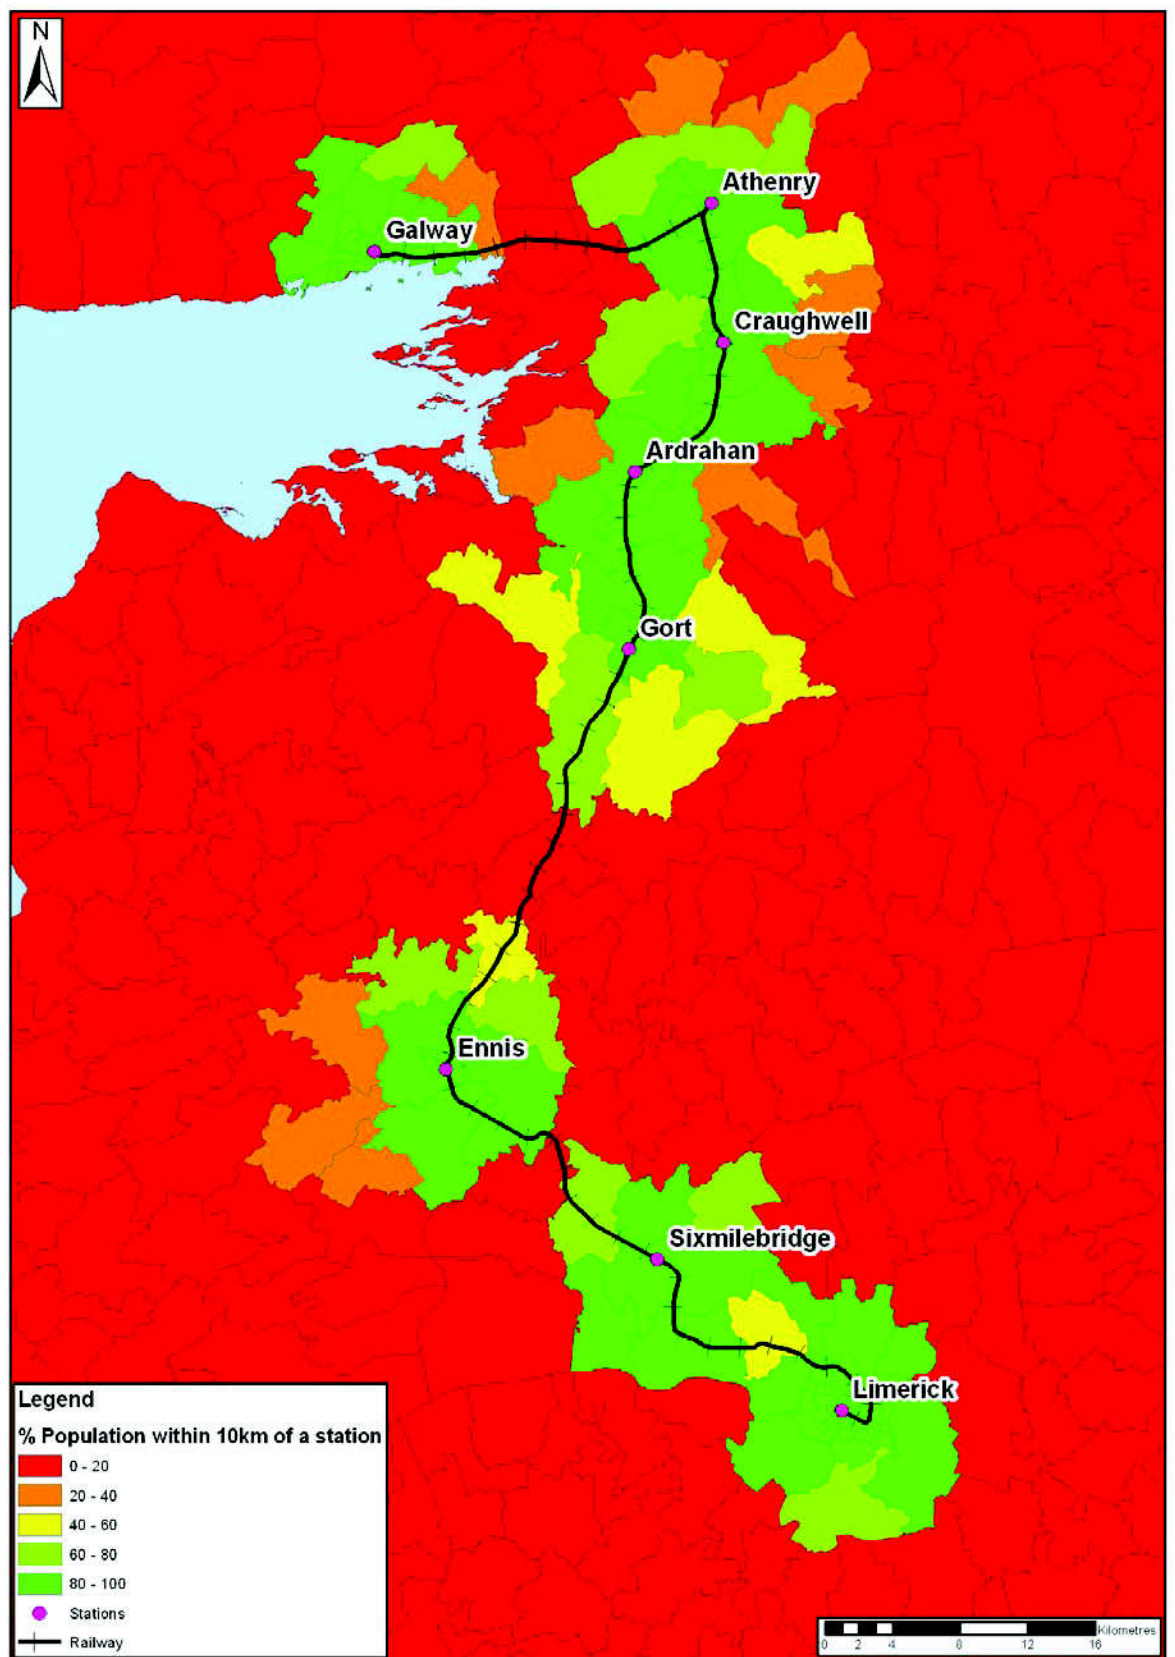 N
Athenry
Galway
Craughwell
Ardrahan
Gort
Ennis
Sixmilebridge
Limerick
Legend
% Population within 10km of a station
0 - 20
20 - 40
40 - 60
60 - 80
80 - 100
Stations
Railway
Kilometres
0 2 4 8 12 16